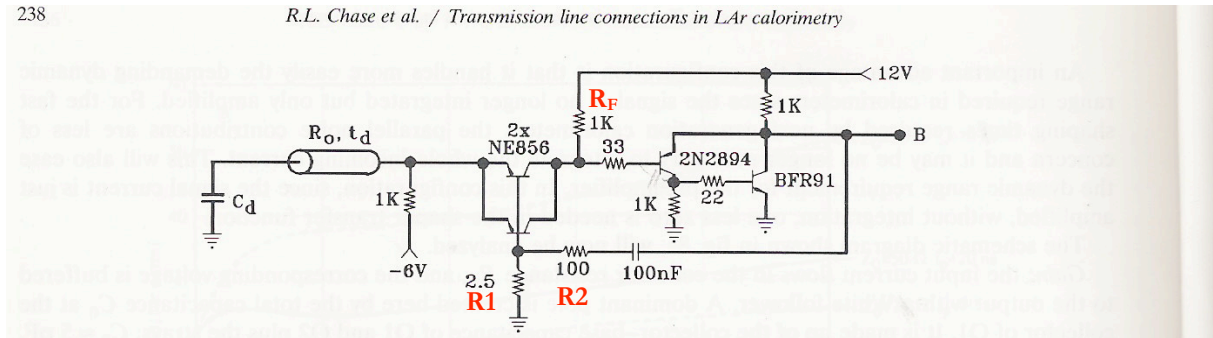 238
R.L. Chase et al. / Transmission line connections in LAr calorimetry
12V
RF
1K
1K
Ro, td
2x
NE856
33
2N2894
B
BFR91
Cd
1K
1K
22
-6V
2.5
100
100nF
R1
R2